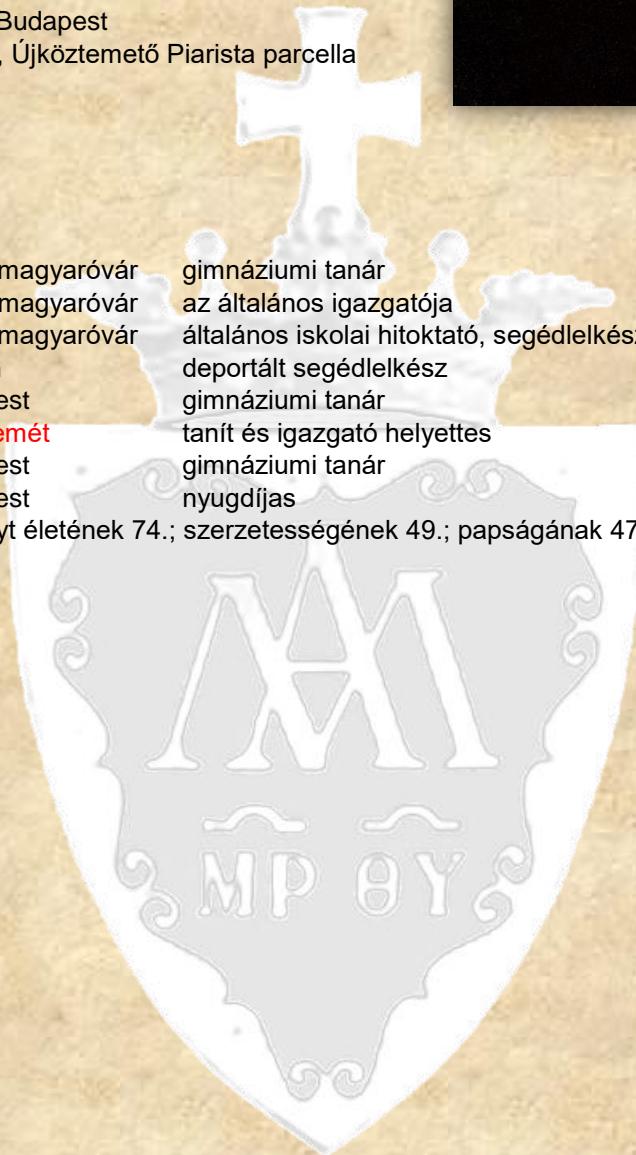 Budapest
, Újköztemető Piarista parcella
magyaróvár gimnáziumi tanár
magyaróvár az általános igazgatója
magyaróvár általános iskolai hitoktató, segédlelkész
deportált segédlelkész
est gimnáziumi tanár
emét tanít és igazgató helyettes
est gimnáziumi tanár
est nyugdíjas
yt életének 74.; szerzetességének 49.; papságának 47
ΜΡ ΘΥ